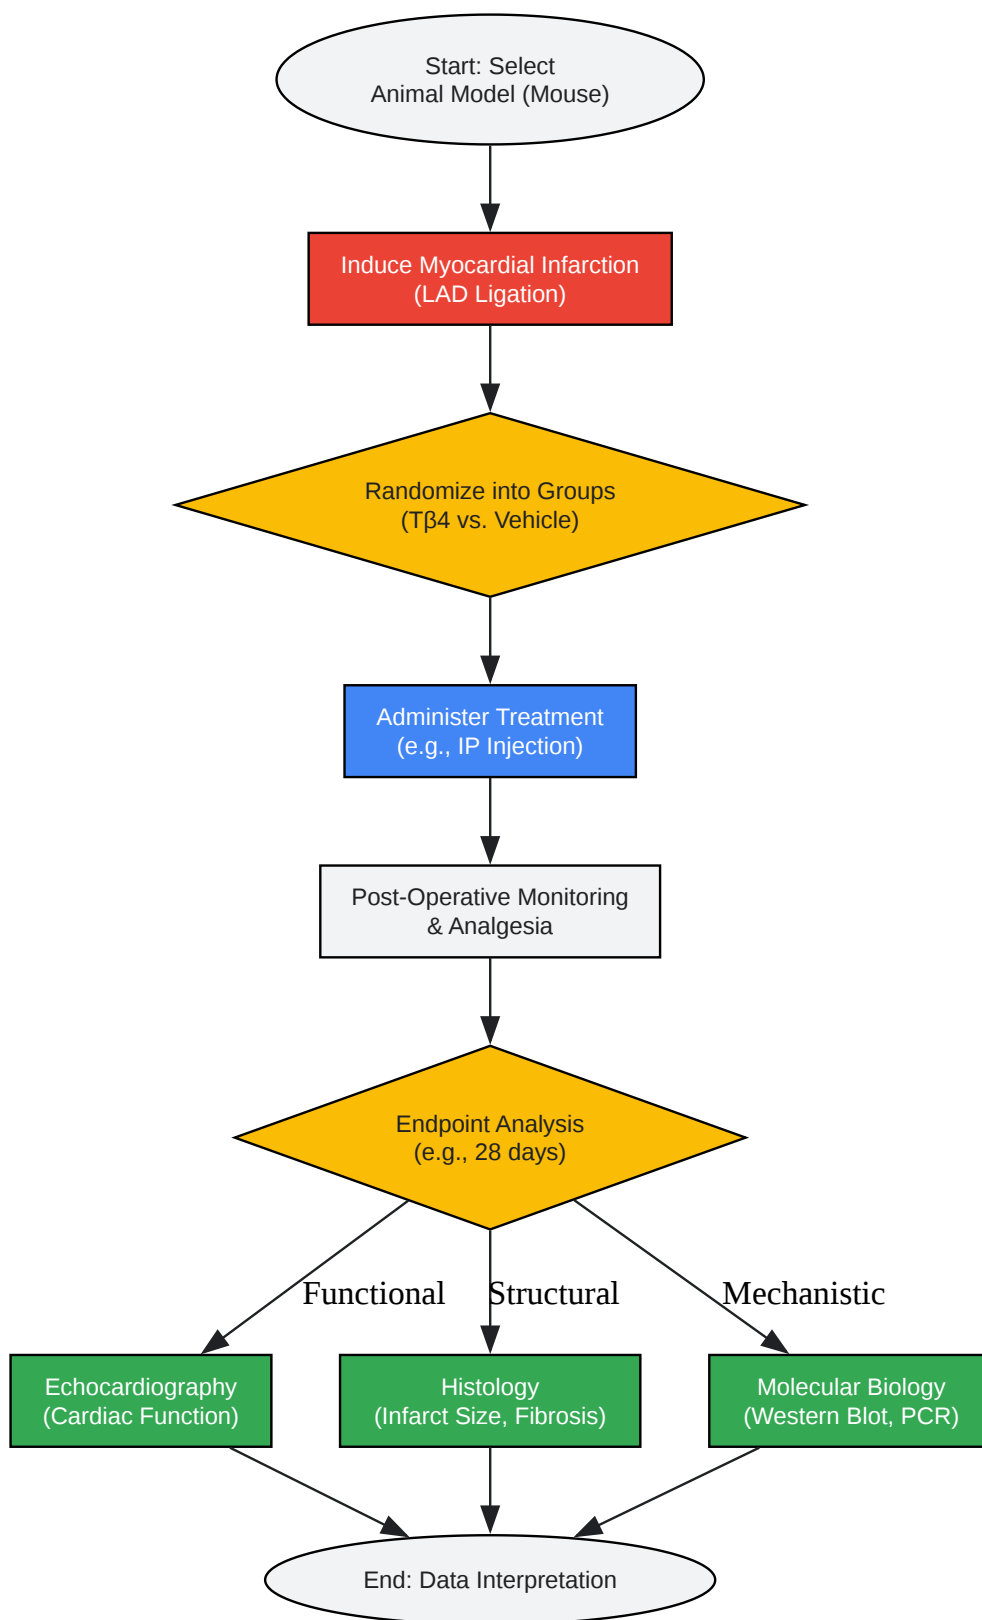 Start: Select
Animal Model (Mouse)
Induce Myocardial Infarction
(LAD Ligation)
Randomize into Groups
(Tβ4 vs. Vehicle)
Administer Treatment
(e.g., IP Injection)
Post-Operative Monitoring
& Analgesia
Endpoint Analysis
(e.g., 28 days)
Functional
Structural
Mechanistic
Echocardiography
(Cardiac Function)
Histology
(Infarct Size, Fibrosis)
Molecular Biology
(Western Blot, PCR)
End: Data Interpretation